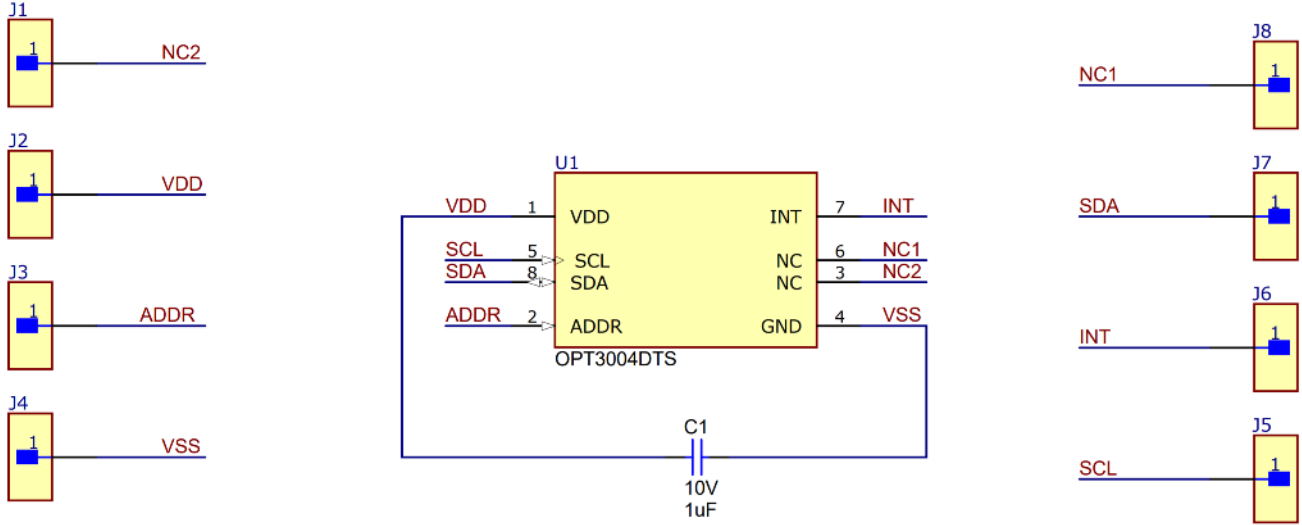 J1
1
NC2
J2
1
VDD
J3
1
ADDR
J4
1
VSS
U1
VDD 1 VDD INT 7 INT
SCL 5 SCL NC 6 NC1
SDA 8 SDA NC 3 NC2
ADDR 2 ADDR GND 4 VSS
OPT3004DTS
C1
10V
1uF
J8
1
NC1
J7
1
SDA
J6
1
INT
J5
1
SCL